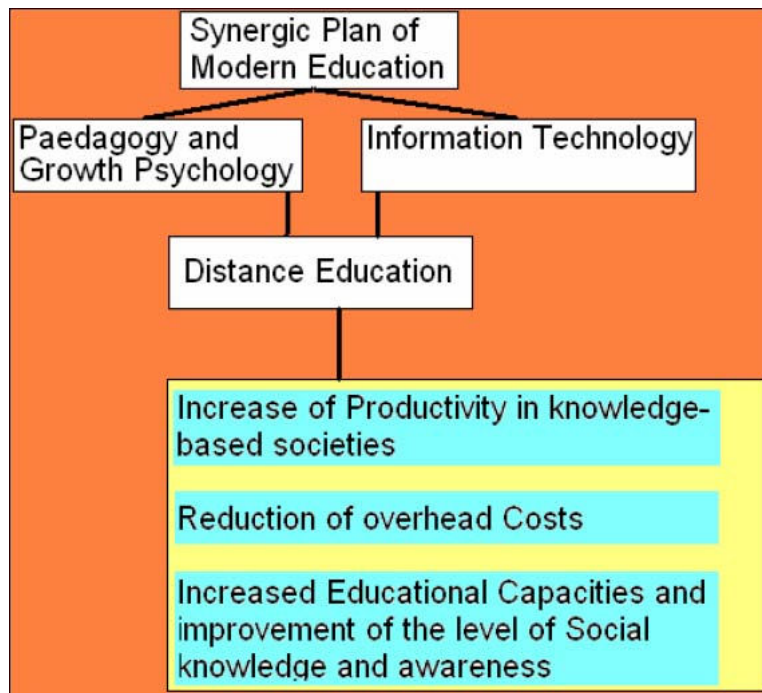 Synergic Plan of
Modern Education
Paedagogy and
Growth Psychology
Information Technology
Distance Education
Increase of Productivity in knowledge-
based societies
Reduction of overhead Costs
Increased Educational Capacities and
improvement of the level of Social
knowledge and awareness